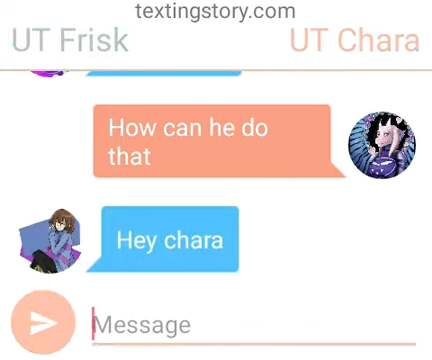 textingstory.com
UT Frisk
UT Chara
How can he do
that
Hey chara
Message